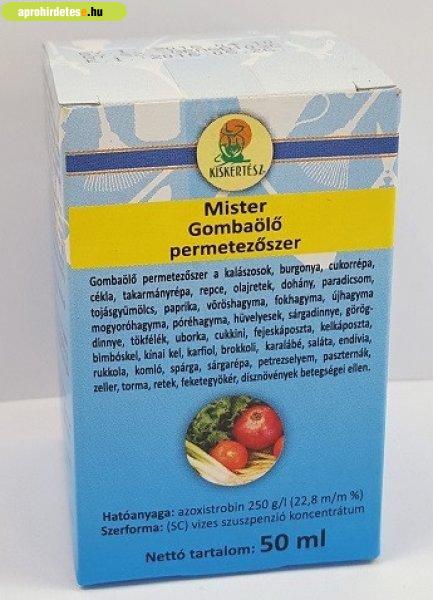 aprohirdetese.hu
KISKERTÉSZ
Mister
Gombaölő
permetezőszer
Gombaölő permetezőszer a kalászosok, burgonya, cukorrépa,
cékla, takarmányrépa, repce, olajretek, dohány, paradicsom,
tojásgyümölcs, paprika, vöröshagyma, fokhagyma, újhagyma
mogyoróhagyma, póréhagyma, hüvelyesek, sárgadinnye, görög-
dinnye, tökfélék, uborka, cukkini, fejeskáposzta, kelkáposzta,
bimbóskel, kínai kel, karfiol, brokkoli, karalábé, saláta, endívia,
rukkola, komló, spárga, sárgarépa, petrezselyem, paszternák,
zeller, torma, retek, feketegyökér, dísznövények betegségei ellen.
Hatóanyaga: azoxistrobin 250 g/l (22,8 m/m %)
Szerforma: (SC) vizes szuszpenzió koncentrátum
Nettó tartalom: 50 ml